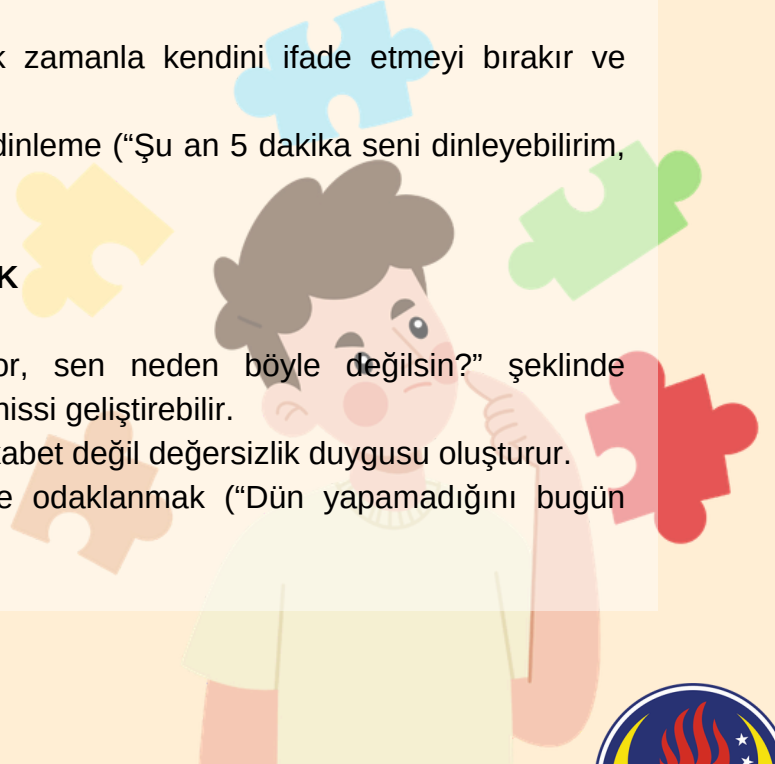 k zamanla kendini ifade etmeyi bırakır ve
dinleme (“Şu an 5 dakika seni dinleyebilirim,
K
or, sen neden böyle değilsin?” şeklinde
hissi geliştirebilir.
kabet değil değersizlik duygusu oluşturur.
e odaklanmak (“Dün yapamadığını bugün